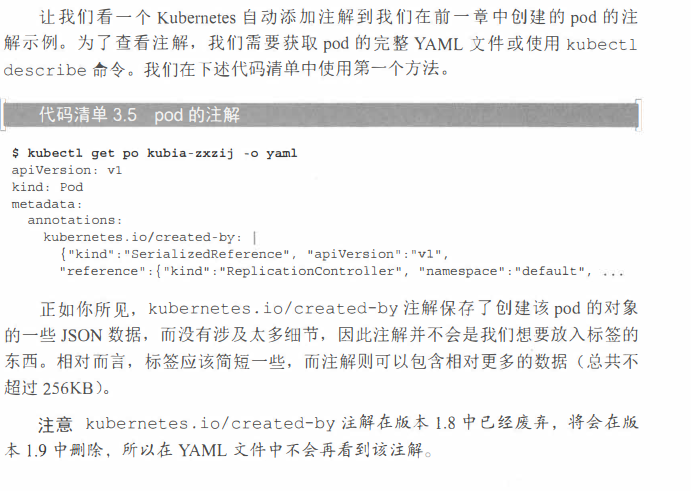 让我们看一个 Kubernetes 自动添加注解到我们在前一章中创建的 pod 的注
解示例。为了查看注解，我们需要获取 pod 的完整 YAML 文件或使用 kubectl
describe 命令。我们在下述代码清单中使用第一个方法。
代码清单 3.5 pod 的注解
$ kubectl get po kubia-zxzij -o yaml
apiVersion: v1
kind: Pod
metadata:
  annotations:
    kubernetes.io/created-by: |
      {"kind":"SerializedReference", "apiVersion":"v1",
      "reference":{"kind":"ReplicationController", "namespace":"default", ...
正如你所见，kubernetes.io/created-by 注解保存了创建该 pod 的对象
的一些 JSON 数据，而没有涉及太多细节，因此注解并不会是我们想要放入标签的
东西。相对而言，标签应该简短一些，而注解则可以包含相对更多的数据（总共不
超过 256KB）。
注意 kubernetes.io/created-by 注解在版本 1.8 中已经废弃，将会在版
本 1.9 中删除，所以在 YAML 文件中不会再看到该注解。